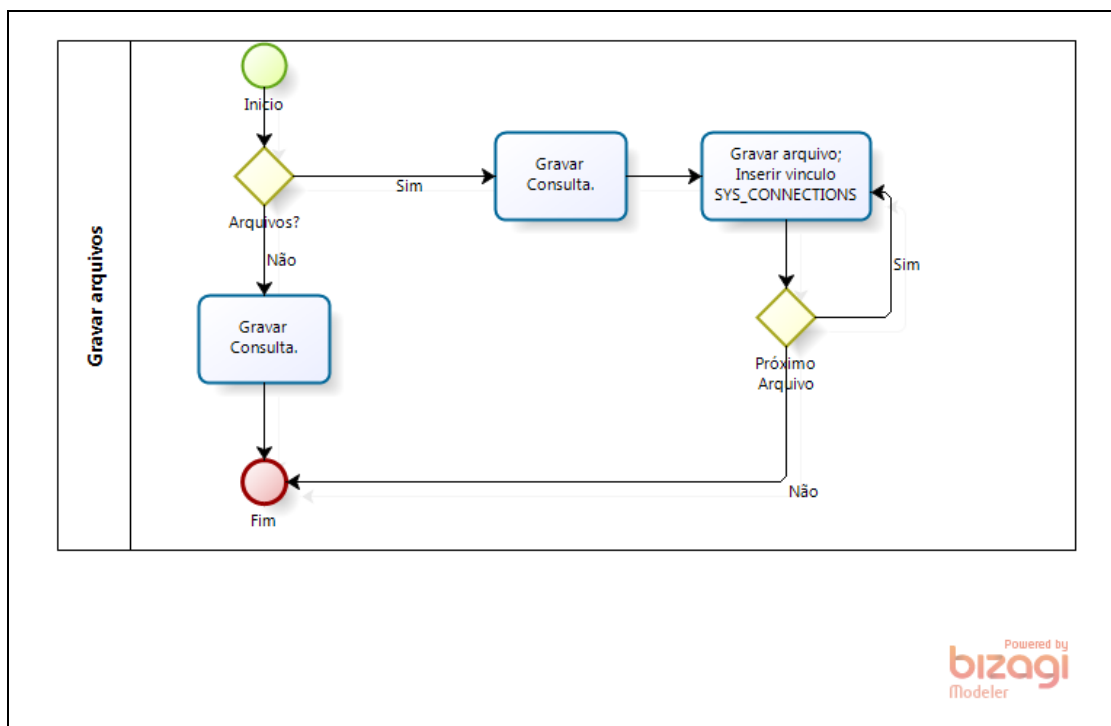 Gravar arquivos
Inicio
Arquivos?
Sim
Não
Gravar
Consulta.
Gravar
Consulta.
Gravar arquivo;
Inserir vinculo
SYS_CONNECTIONS
Sim
Próximo
Arquivo
Não
Fim
Powered by
bizagi
Modeler